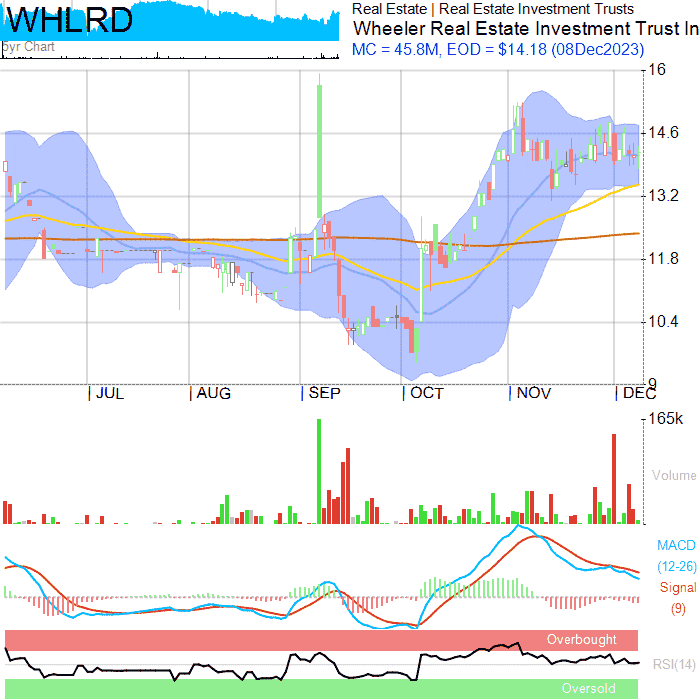 WHLRD
byr Chart
Real Estate | Real Estate Investment Trusts
Wheeler Real Estate Investment Trust In
MC = 45.8M, EOD = $14.18 (08Dec2023)
16
14.6
13.2
11.8
10.4
9
JUL
AUG
SEP
OCT
NOV
DEC
165k
Volume
MACD
(12-26)
Signal
(9)
Overbought
RSI(14)
Oversold